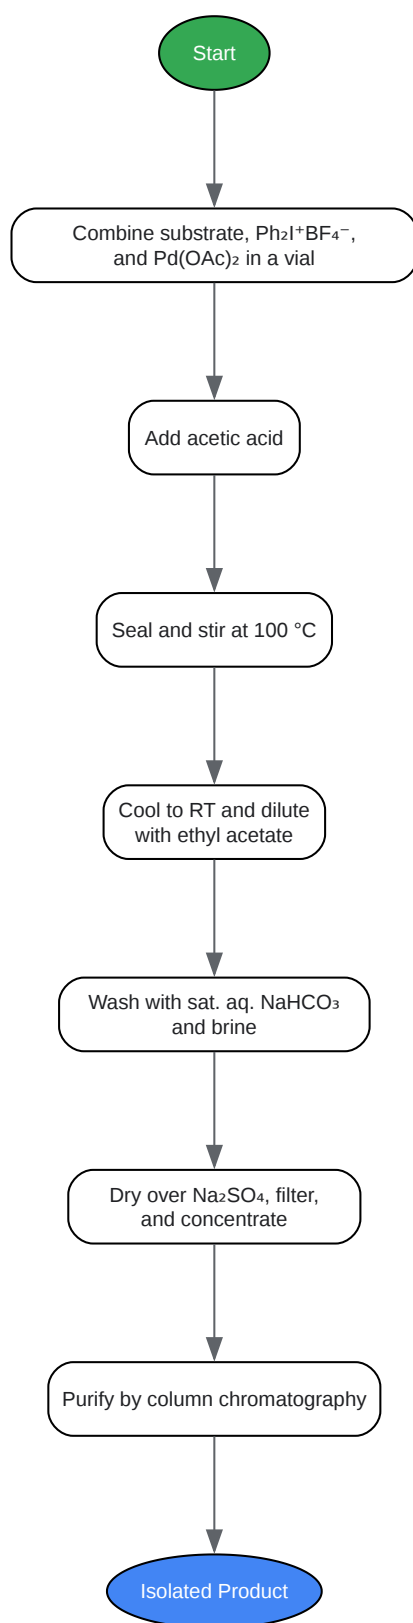 Start
Combine substrate, Ph₂I⁺BF₄⁻,
and Pd(OAc)₂ in a vial
Add acetic acid
Seal and stir at 100 °C
Cool to RT and dilute
with ethyl acetate
Wash with sat. aq. NaHCO₃
and brine
Dry over Na₂SO₄, filter,
and concentrate
Purify by column chromatography
Isolated Product